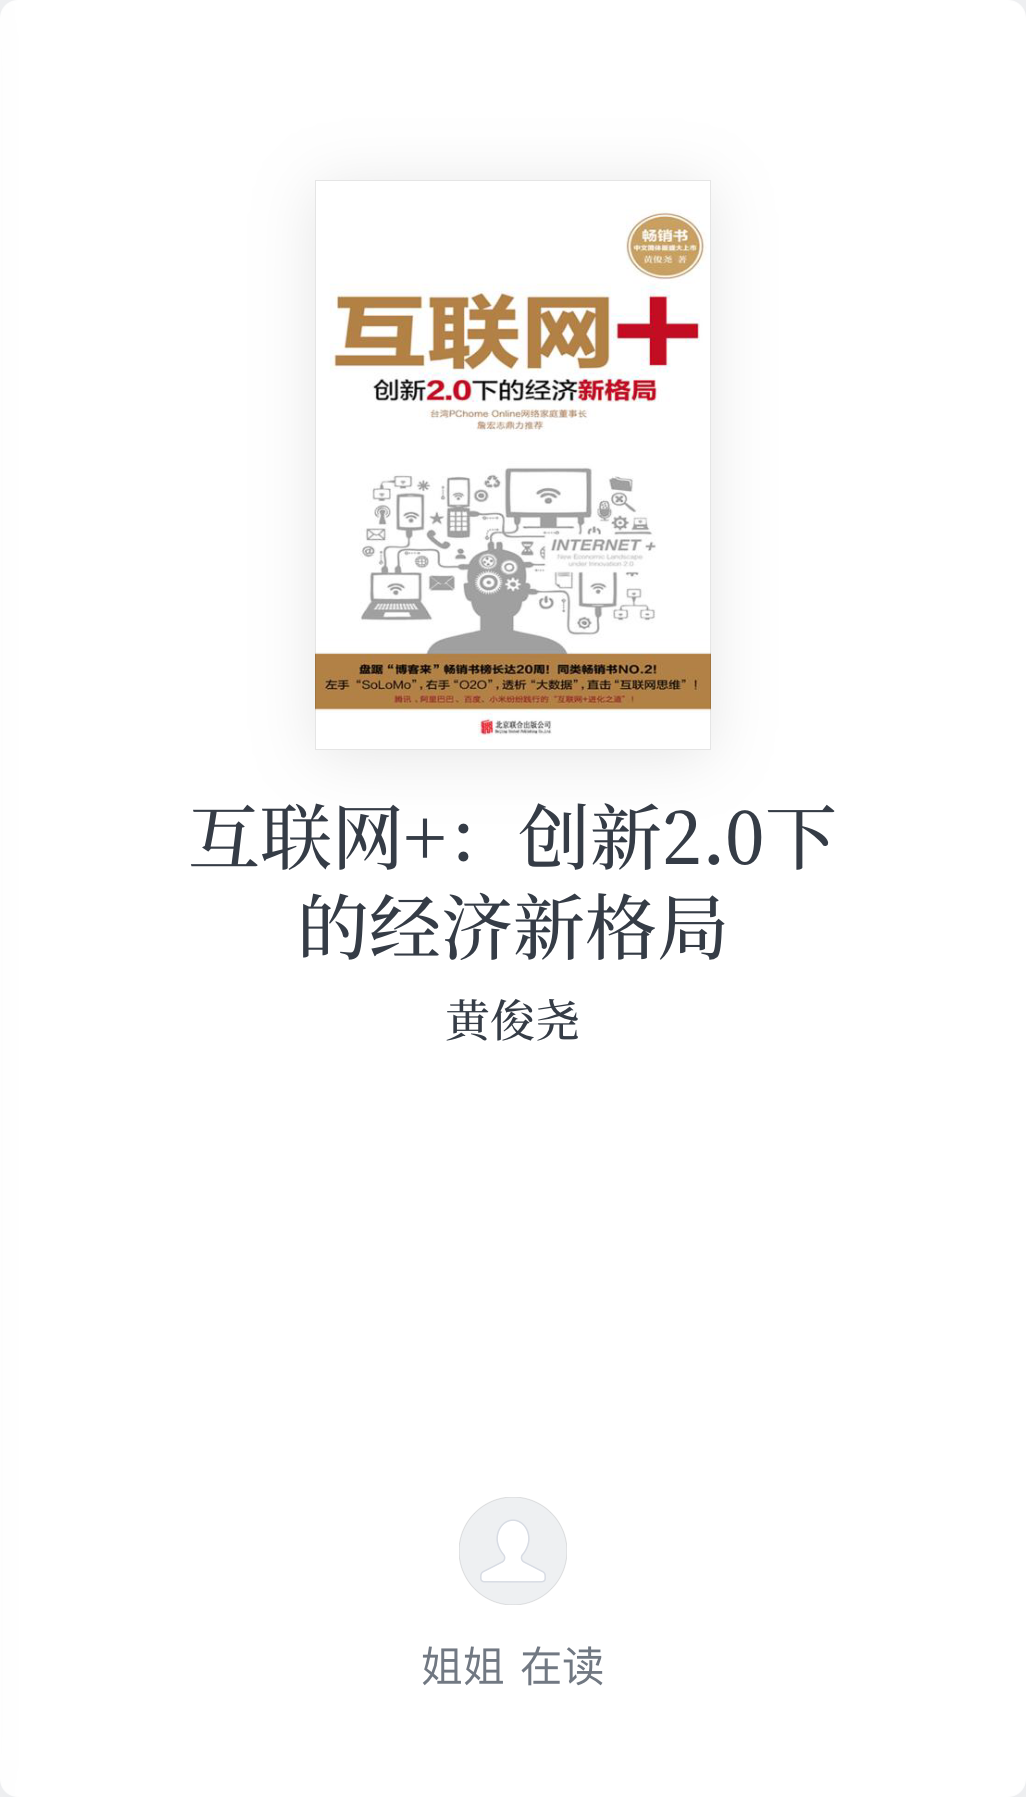 畅销书
中文简体版盛大上市
黄俊尧 著
互联网+
创新2.0下的经济新格局
台湾PChome Online网络家庭董事长
詹宏志鼎力推荐
INTERNET +
New Economic Landscape
under Innovation 2.0
盘踞“博客来”畅销书榜长达20周！同类畅销书NO.2!
左手“SoLoMo”,右手“O2O”,透析“大数据”,直击“互联网思维”！
腾讯、阿里巴巴、百度、小米纷纷践行的“互联网+进化之道”！
北京联合出版公司
Beijing United Publishing Co.,Ltd.
互联网+：创新2.0下
的经济新格局
黄俊尧
姐姐 在读